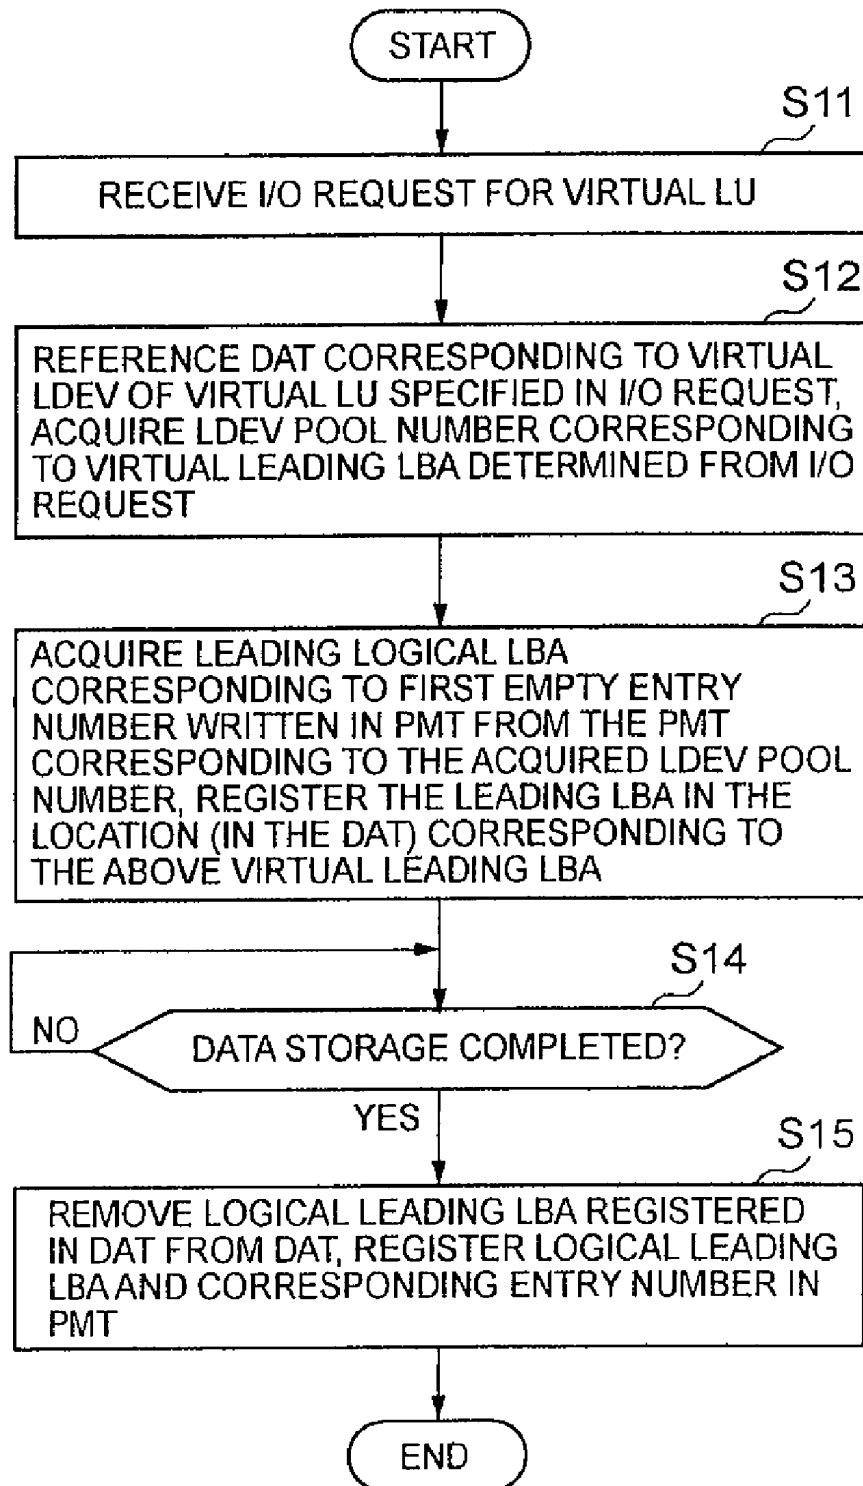 START
S11
RECEIVE I/O REQUEST FOR VIRTUAL LU
S12
REFERENCE DAT CORRESPONDING TO VIRTUAL
LDEV OF VIRTUAL LU SPECIFIED IN I/O REQUEST,
ACQUIRE LDEV POOL NUMBER CORRESPONDING
TO VIRTUAL LEADING LBA DETERMINED FROM I/O
REQUEST
S13
ACQUIRE LEADING LOGICAL LBA
CORRESPONDING TO FIRST EMPTY ENTRY
NUMBER WRITTEN IN PMT FROM THE PMT
CORRESPONDING TO THE ACQUIRED LDEV POOL
NUMBER, REGISTER THE LEADING LBA IN THE
LOCATION (IN THE DAT) CORRESPONDING TO
THE ABOVE VIRTUAL LEADING LBA.
S14
NO
DATA STORAGE COMPLETED?
YES
S15
REMOVE LOGICAL LEADING LBA REGISTERED
IN DAT FROM DAT, REGISTER LOGICAL LEADING
LBA AND CORRESPONDING ENTRY NUMBER IN
PMT
END